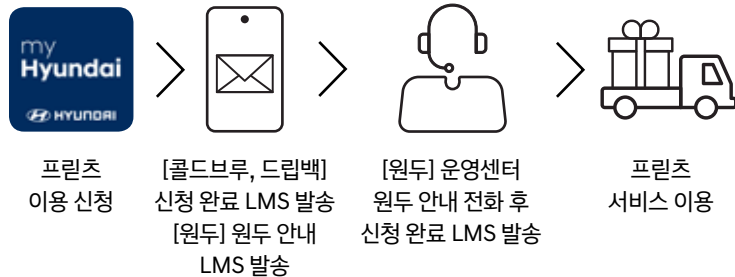 my
Hyundai
HYUNDAI
프릳츠
이용 신청
[콜드브루, 드립백]
신청 완료 LMS 발송
[원두] 원두 안내
LMS 발송
[원두] 운영센터
원두 안내 전화 후
신청 완료 LMS 발송
프릳츠
서비스 이용